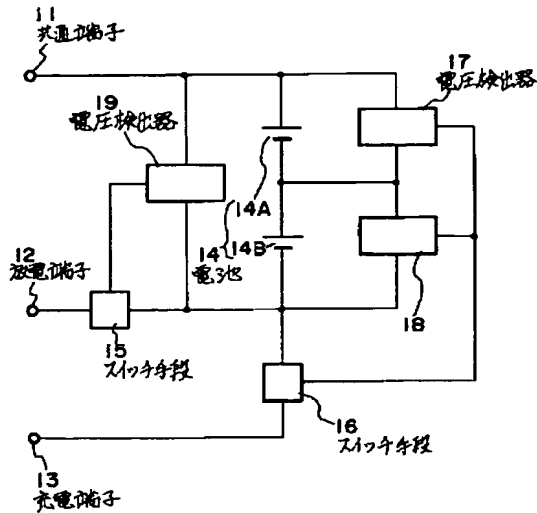 11
共通端子
17
電圧検出器
19
電圧検出器
14A
14
14B
電池
12
放電端子
18
15
スイッチ手段
16
スイッチ手段
13
充電端子